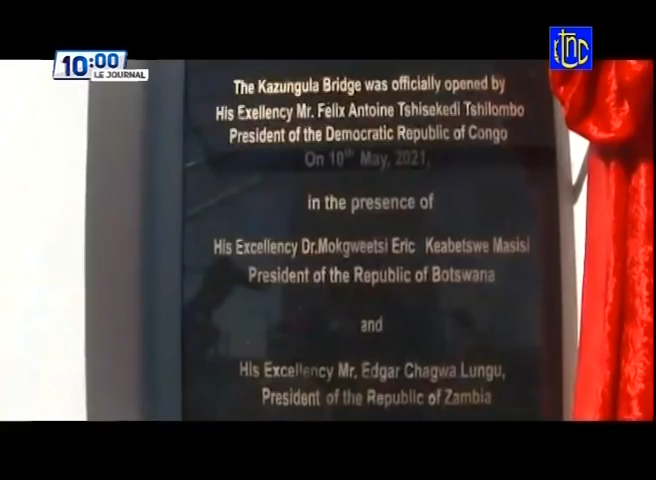 10:00
LE JOURNAL
rtnc
The Kazungula Bridge was officially opened by
His Exellency Mr. Félix Antoine Tshisekedi Tshilombo
President of the Democratic Republic of Congo
On 10th May, 2021,
in the presence of
His Excellency Dr.Mokgweetsi Eric Keabetswe Masisi
President of the Republic of Botswana
and
His Excellency Mr. Edgar Chagwa Lungu,
President of the Republic of Zambia